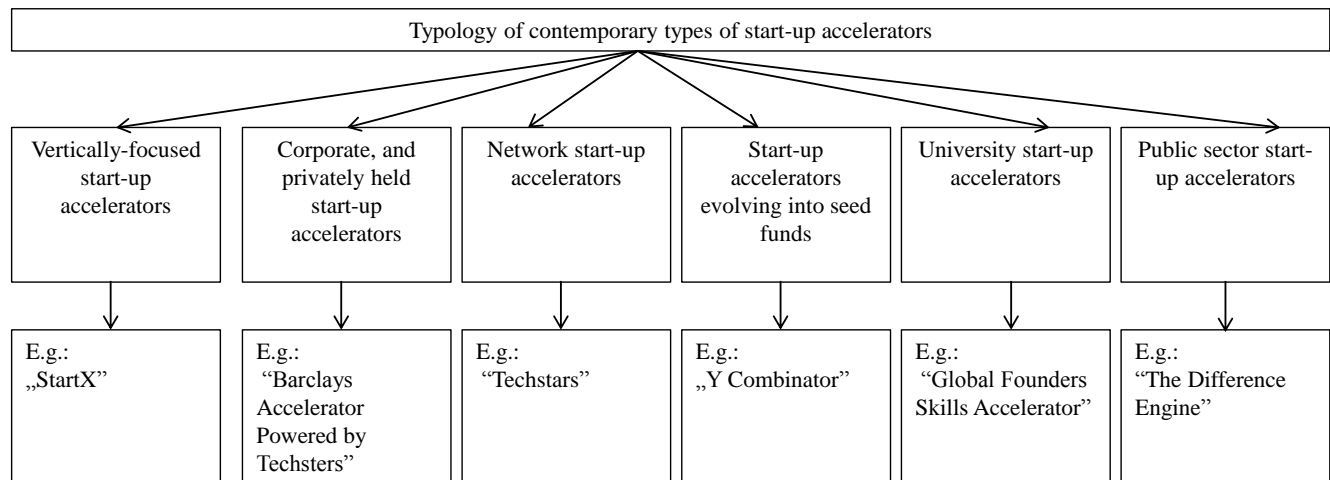 Typology of contemporary types of start-up accelerators
Vertically-focused
start-up
accelerators
Corporate, and
privately held
start-up
accelerators
Network start-up
accelerators
Start-up
accelerators
evolving into seed
funds
University start-up
accelerators
Public sector start-
up accelerators
E.g.:
„StartX”
E.g.:
“Barclays
Accelerator
Powered by
Techsters”
E.g.:
“Techstars”
E.g.:
„Y Combinator”
E.g.:
“Global Founders
Skills Accelerator”
E.g.:
“The Difference
Engine”